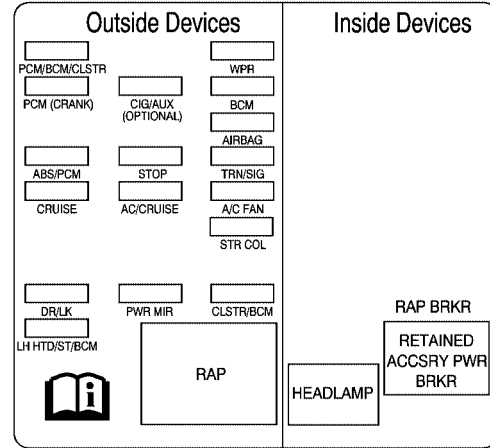 Outside Devices
Inside Devices
PCM/BCM/CLSTR
WPR
PCM (CRANK)
CIG/AUX
(OPTIONAL)
BCM
AIRBAG
ABS/PCM
STOP
TRN/SIG
CRUISE
AC/CRUISE
A/C FAN
STR COL
DR/LK
PWR MIR
CLSTR/BCM
LH HTD/ST/BCM
RAP
HEADLAMP
RAP BRKR
RETAINED
ACCSRY PWR
BRKR
i